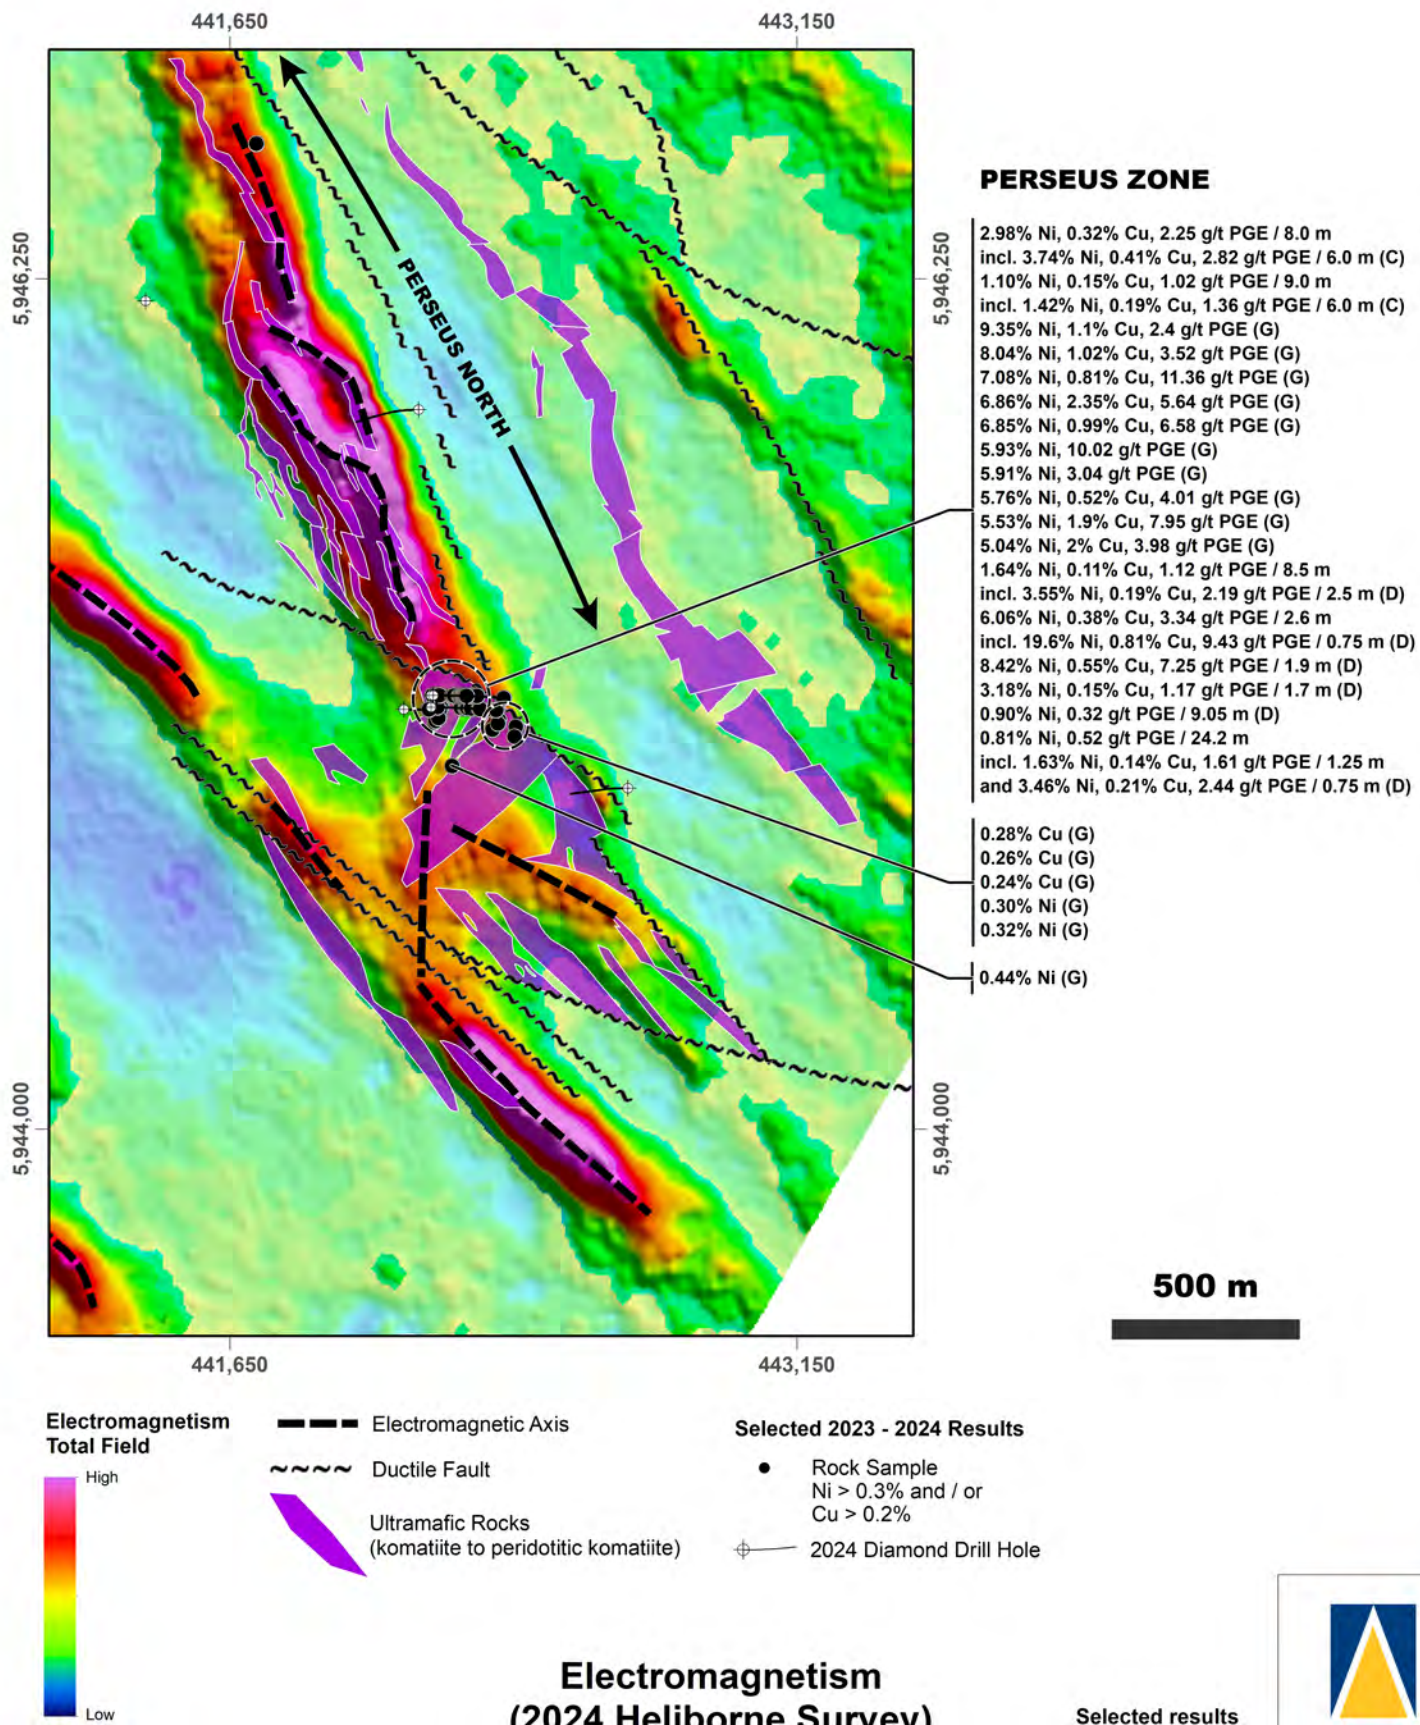 441,650
443,150
5,946,250
5,946,250
PERSEUS NORTH
PERSEUS ZONE
2.98% Ni, 0.32% Cu, 2.25 g/t PGE / 8.0 m
incl. 3.74% Ni, 0.41% Cu, 2.82 g/t PGE / 6.0 m (C)
1.10% Ni, 0.15% Cu, 1.02 g/t PGE / 9.0 m
incl. 1.42% Ni, 0.19% Cu, 1.36 g/t PGE / 6.0 m (C)
9.35% Ni, 1.1% Cu, 2.4 g/t PGE (G)
8.04% Ni, 1.02% Cu, 3.52 g/t PGE (G)
7.08% Ni, 0.81% Cu, 11.36 g/t PGE (G)
6.86% Ni, 2.35% Cu, 5.64 g/t PGE (G)
6.85% Ni, 0.99% Cu, 6.58 g/t PGE (G)
5.93% Ni, 10.02 g/t PGE (G)
5.91% Ni, 3.04 g/t PGE (G)
5.76% Ni, 0.52% Cu, 4.01 g/t PGE (G)
5.53% Ni, 1.9% Cu, 7.95 g/t PGE (G)
5.04% Ni, 2% Cu, 3.98 g/t PGE (G)
1.64% Ni, 0.11% Cu, 1.12 g/t PGE / 8.5 m
incl. 3.55% Ni, 0.19% Cu, 2.19 g/t PGE / 2.5 m (D)
6.06% Ni, 0.38% Cu, 3.34 g/t PGE / 2.6 m
incl. 19.6% Ni, 0.81% Cu, 9.43 g/t PGE / 0.75 m (D)
8.42% Ni, 0.55% Cu, 7.25 g/t PGE / 1.9 m (D)
3.18% Ni, 0.15% Cu, 1.17 g/t PGE / 1.7 m (D)
0.90% Ni, 0.32 g/t PGE / 9.05 m (D)
0.81% Ni, 0.52 g/t PGE / 24.2 m
incl. 1.63% Ni, 0.14% Cu, 1.61 g/t PGE / 1.25 m
and 3.46% Ni, 0.21% Cu, 2.44 g/t PGE / 0.75 m (D)
0.28% Cu (G)
0.26% Cu (G)
0.24% Cu (G)
0.30% Ni (G)
0.32% Ni (G)
0.44% Ni (G)
5,944,000
5,944,000
500 m
441,650
443,150
Electromagnetism
Total Field
High
Low
Electromagnetic Axis
Ductile Fault
Ultramafic Rocks
(komatiite to peridotitic komatiite)
Selected 2023 - 2024 Results
Rock Sample
Ni > 0.3% and / or
Cu > 0.2%
2024 Diamond Drill Hole
Electromagnetism
(2024 Heliborne Survey)
Selected results